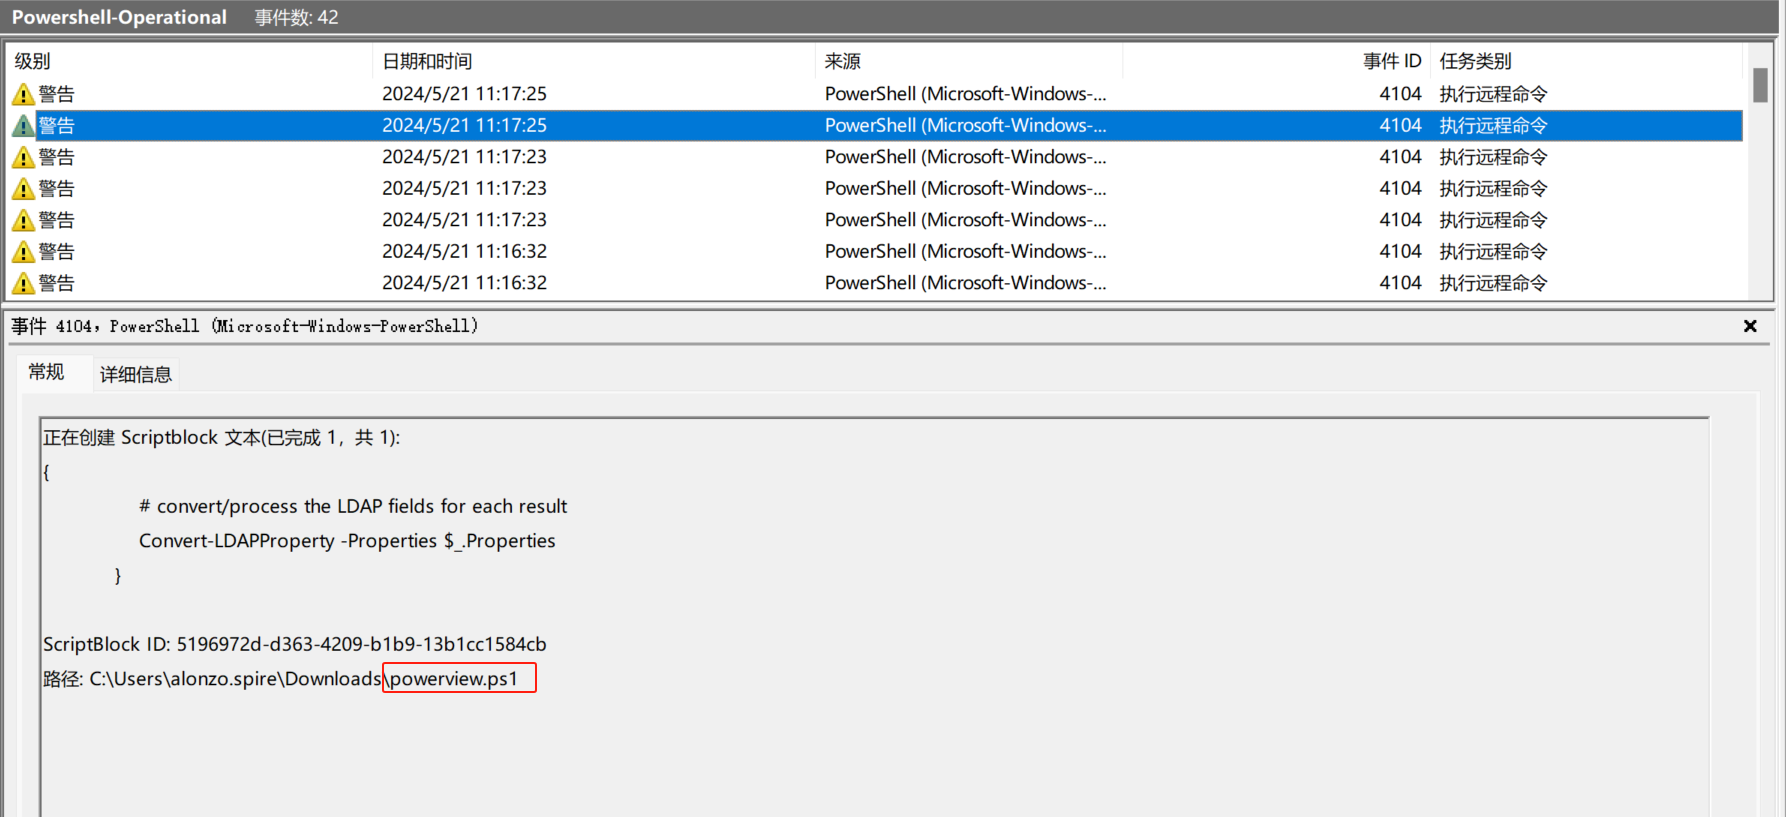 Powershell-Operational 事件数: 42
级别 日期和时间 来源 事件 ID 任务类别
警告 2024/5/21 11:17:25 PowerShell (Microsoft-Windows-... 4104 执行远程命令
警告 2024/5/21 11:17:25 PowerShell (Microsoft-Windows-... 4104 执行远程命令
警告 2024/5/21 11:17:23 PowerShell (Microsoft-Windows-... 4104 执行远程命令
警告 2024/5/21 11:17:23 PowerShell (Microsoft-Windows-... 4104 执行远程命令
警告 2024/5/21 11:17:23 PowerShell (Microsoft-Windows-... 4104 执行远程命令
警告 2024/5/21 11:16:32 PowerShell (Microsoft-Windows-... 4104 执行远程命令
警告 2024/5/21 11:16:32 PowerShell (Microsoft-Windows-... 4104 执行远程命令
事件 4104，PowerShell (Microsoft-Windows-PowerShell)
常规 详细信息
正在创建 Scriptblock 文本(已完成 1，共 1):
{
# convert/process the LDAP fields for each result
Convert-LDAPProperty -Properties $_.Properties
}
ScriptBlock ID: 5196972d-d363-4209-b1b9-13b1cc1584cb
路径: C:\Users\alonzo.spire\Downloads\powerview.ps1